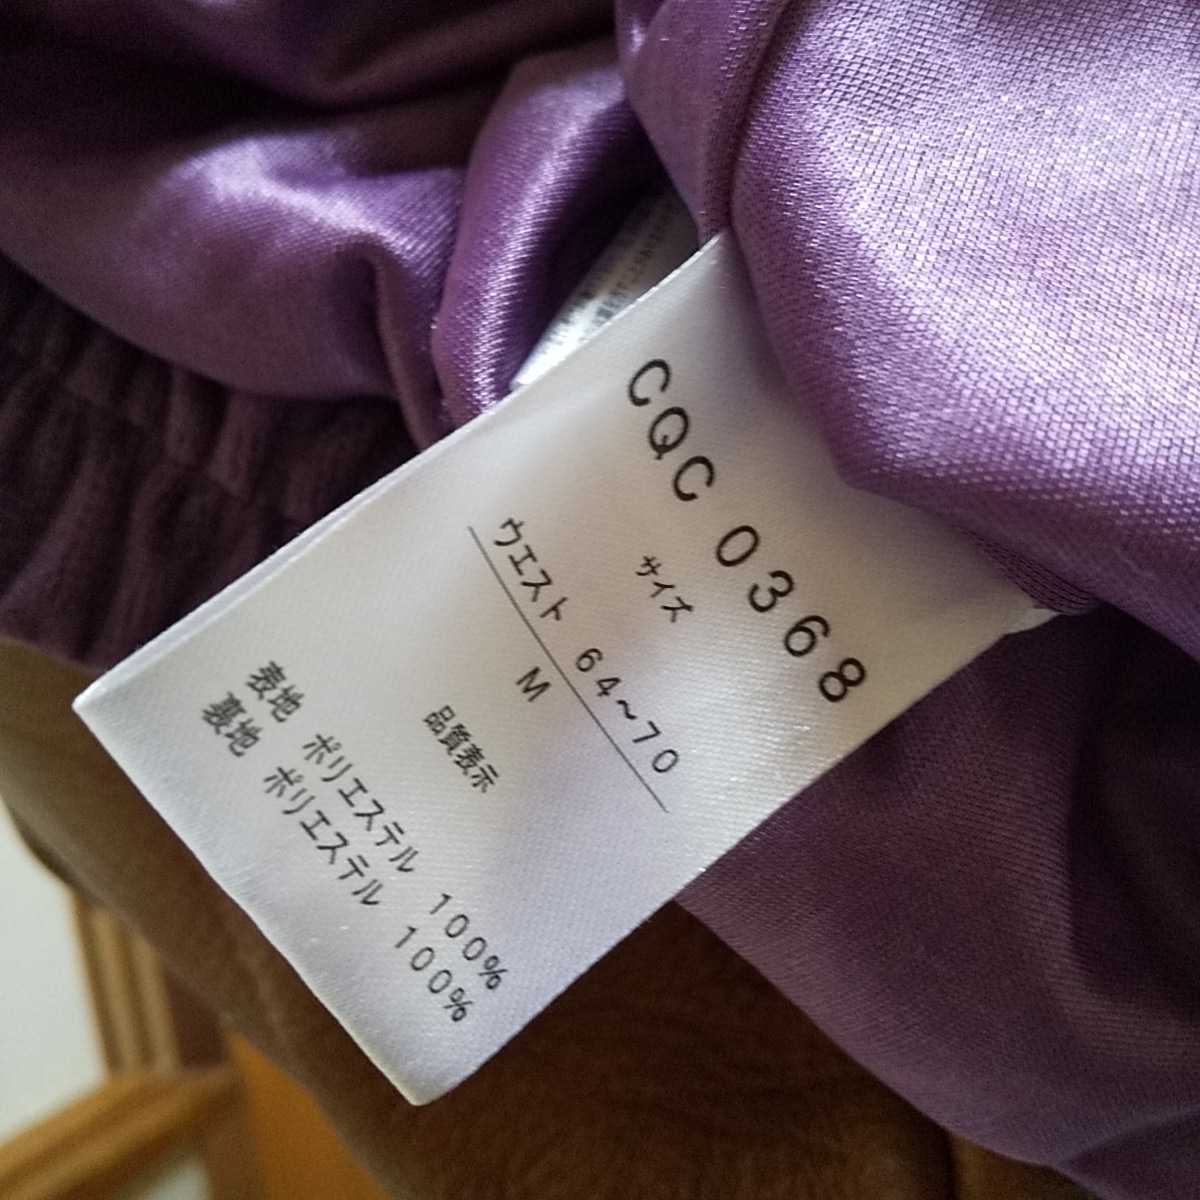 CQC 0368
サイズ
ウエスト 64～70
M
品質表示
表地 ポリエステル 100%
裏地 ポリエステル 100%